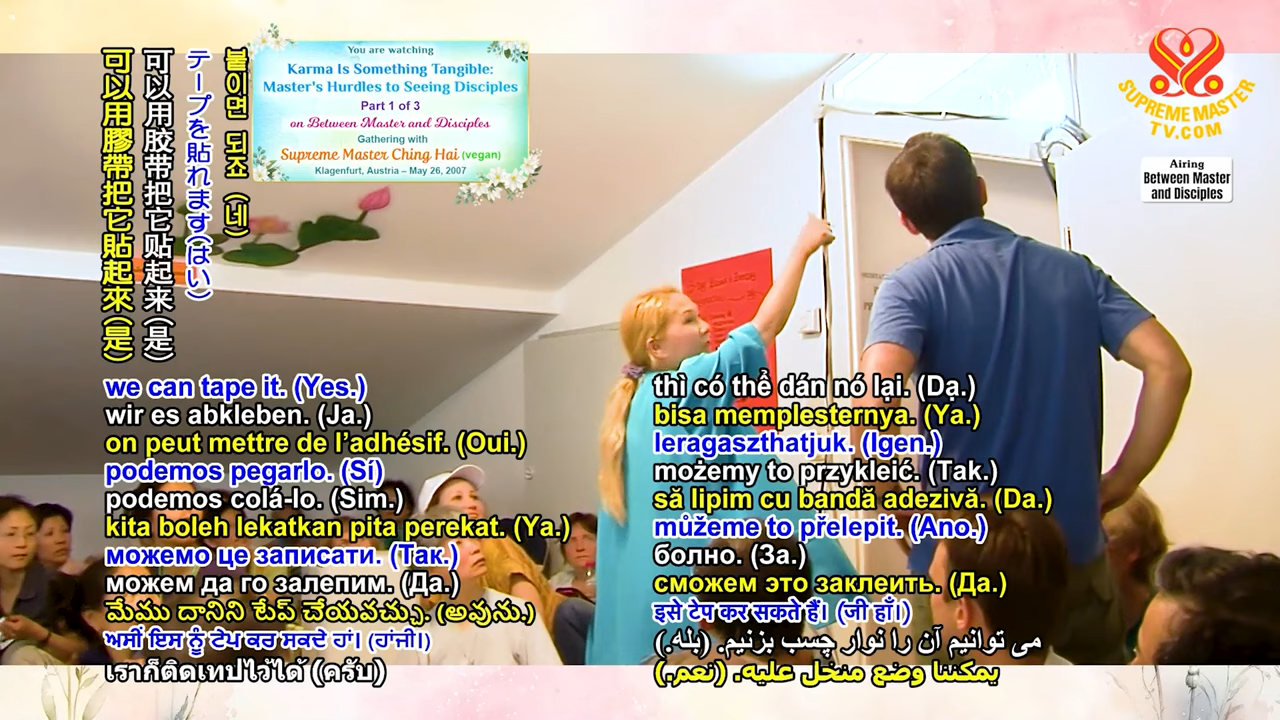 You are watching
Karma Is Something Tangible:
Master's Hurdles to Seeing Disciples
Part 1 of 3
on Between Master and Disciples
Gathering with
Supreme Master Ching Hai (vegan)
Klagenfurt, Austria – May 26, 2007
SUPREME MASTER
TV.COM
Airing
Between Master
and Disciples
붙이면 되죠 (네)
テープを貼れます(はい)
可以用胶带把它贴起来(是)
可以用膠帶把它貼起來(是)
we can tape it. (Yes.)
wir es abkleben. (Ja.)
on peut mettre de l'adhésif. (Oui.)
podemos pegarlo. (Sí)
podemos colá-lo. (Sim.)
kita boleh lekatkan pita perekat. (Ya.)
можемо це записати. (Так.)
можем да го залепим. (Да.)
మేము దానిని టేప్ చేయవచ్చు. (అవును.)
ਅਸੀਂ ਇਸ ਨੂੰ ਟੇਪ ਕਰ ਸਕਦੇ ਹਾਂ। (ਹਾਂਜੀ।)
เราก็ติดเทปไว้ได้ (ครับ)
thì có thể dán nó lại. (Dạ.)
bisa memplesternya. (Ya.)
leragaszthatjuk. (Igen.)
możemy to przykleić. (Tak.)
să lipim cu bandă adezivă. (Da.)
můžeme to přelepit. (Ano.)
болно. (За.)
сможем это заклеить. (Да.)
इसे टेप कर सकते हैं। (जी हाँ।)
می توانیم آن را نوار چسب بزنیم. (بله.)
يمكننا وضع منخل عليه. (نعم.)